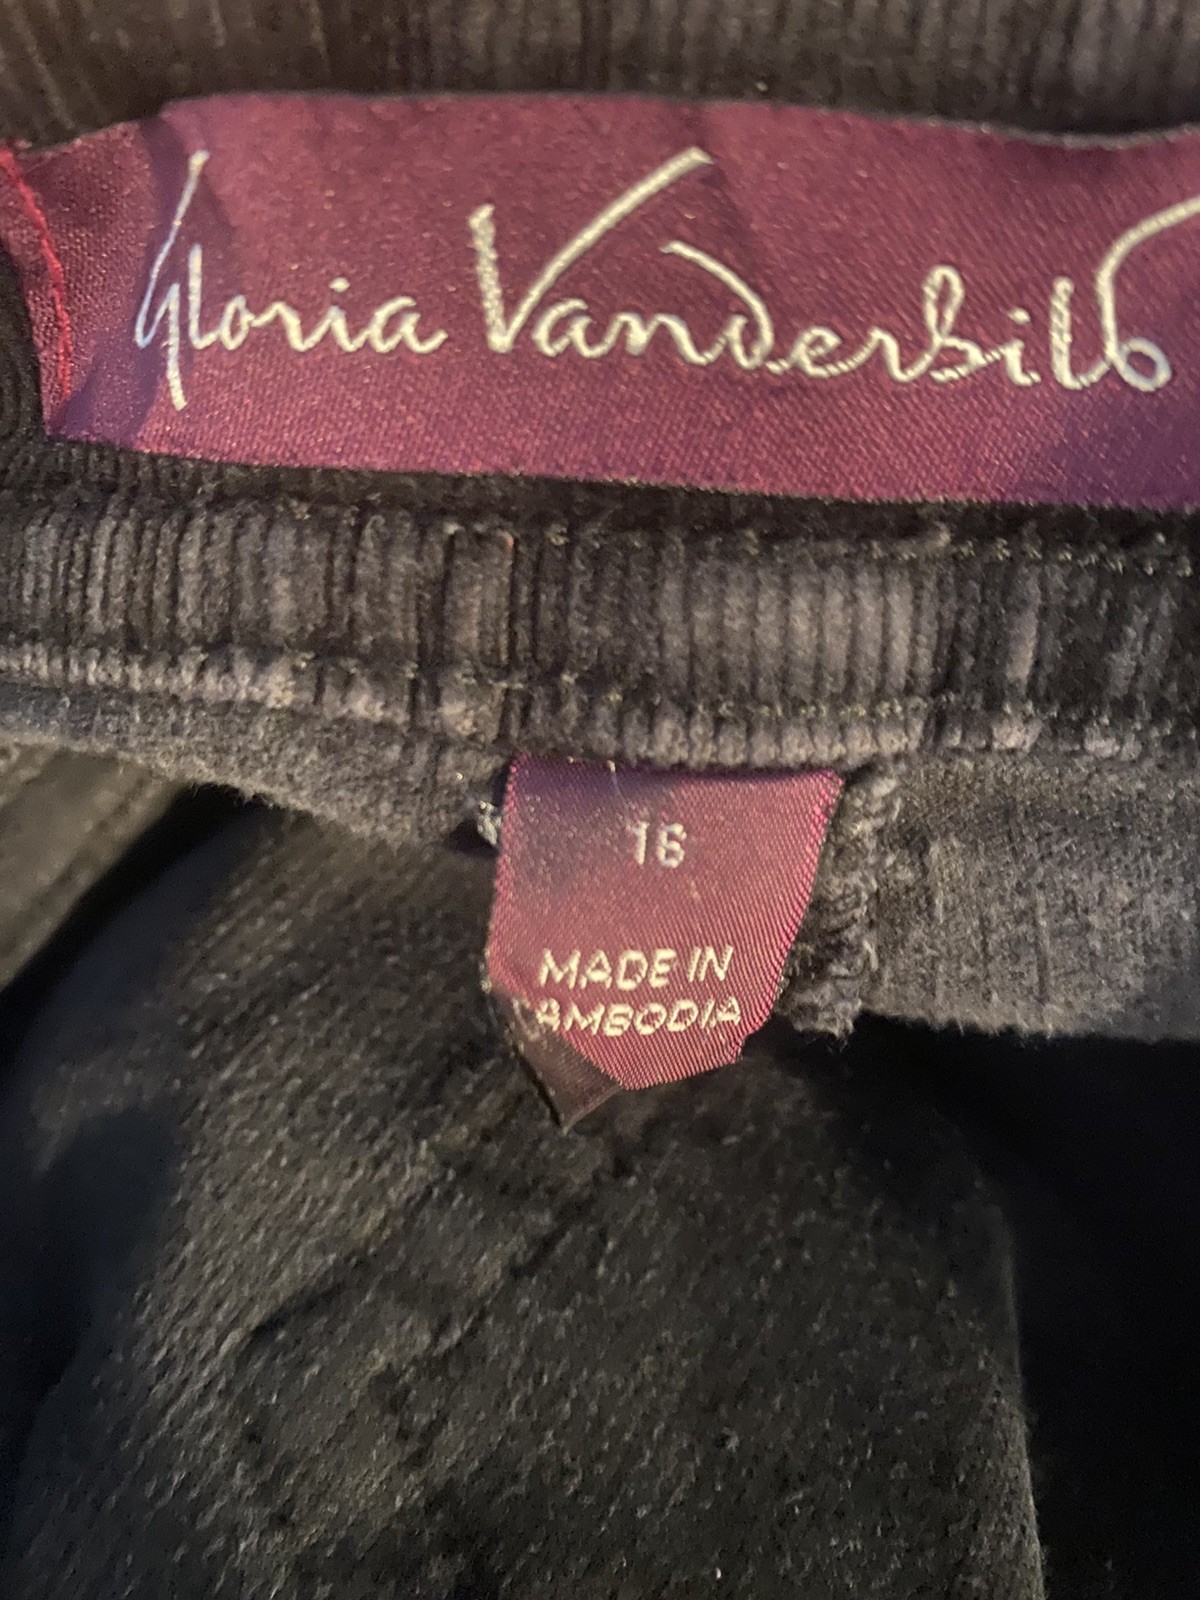 Gloria Vanderbilt
16
MADE IN
CAMBODIA